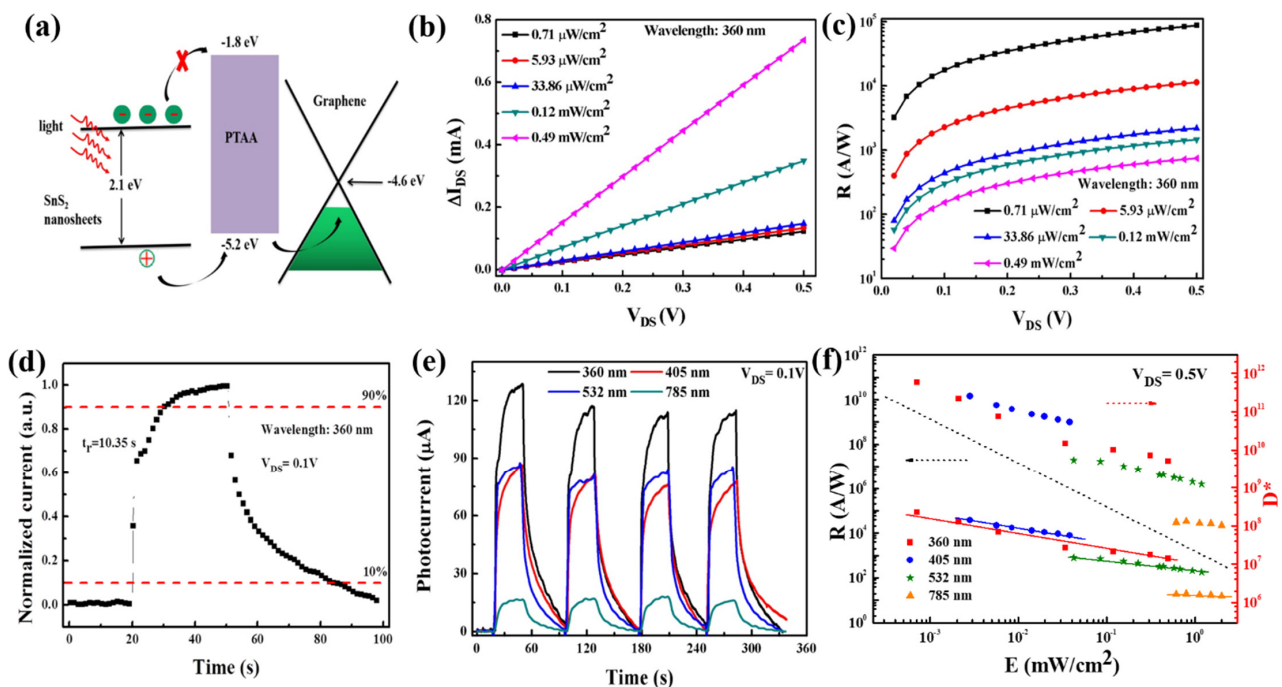 (a)
-1.8 eV
light
PTAA
Graphene
2.1 eV
-4.6 eV
SnS2
nanosheets
-5.2 eV
(b)
0.71 μW/cm2
5.93 μW/cm2
33.86 μW/cm2
0.12 mW/cm2
0.49 mW/cm2
Wavelength: 360 nm
0.8
0.6
0.4
0.2
0.0
ΔIDS (mA)
0.0 0.1 0.2 0.3 0.4 0.5
VDS (V)
(c)
10^5
10^4
10^3
10^2
10^1
R (A/W)
Wavelength: 360 nm
0.71 μW/cm2 5.93 μW/cm2
33.86 μW/cm2 0.12 mW/cm2
0.49 mW/cm2
0.0 0.1 0.2 0.3 0.4 0.5
VDS (V)
(d)
1.0
0.8
0.6
0.4
0.2
0.0
Normalized current (a.u.)
90%
tr=10.35 s
Wavelength: 360 nm
VDS= 0.1V
10%
0 20 40 60 80 100
Time (s)
(e)
360 nm 405 nm
532 nm 785 nm
VDS= 0.1V
120
90
60
30
0
Photocurrent (μA)
0 60 120 180 240 300 360
Time (s)
(f)
10^12
10^10
10^8
10^6
10^4
10^2
10^0
R (A/W)
VDS= 0.5V
360 nm
405 nm
532 nm
785 nm
10^12
10^11
10^10
10^9
10^8
10^7
10^6
D*
10^-3 10^-2 10^-1 10^0
E (mW/cm2)